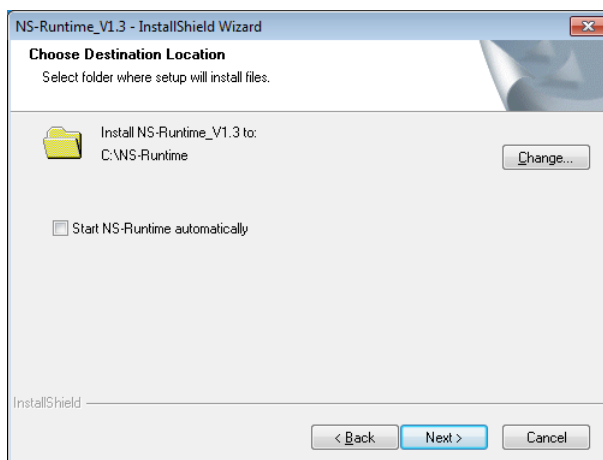 NS-Runtime_V1.3 - InstallShield Wizard
Choose Destination Location
Select folder where setup will install files.
Install NS-Runtime_V1.3 to:
C:\NS-Runtime
Change...
Start NS-Runtime automatically
InstallShield
< Back Next > Cancel